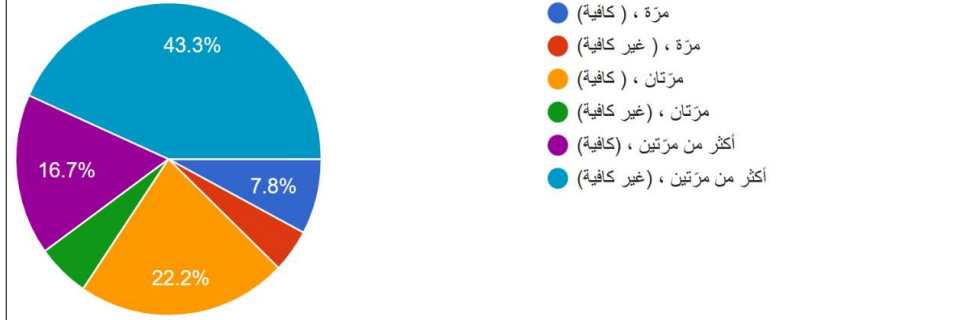 43.3%
16.7%
7.8%
22.2%
مرّة ، ( كافية)
مرّة ، ( غير كافية)
مرّتان ، ( كافية)
مرّتان ، (غير كافية)
أكثر من مرّتين ، (كافية)
أكثر من مرّتين ، (غير كافية)